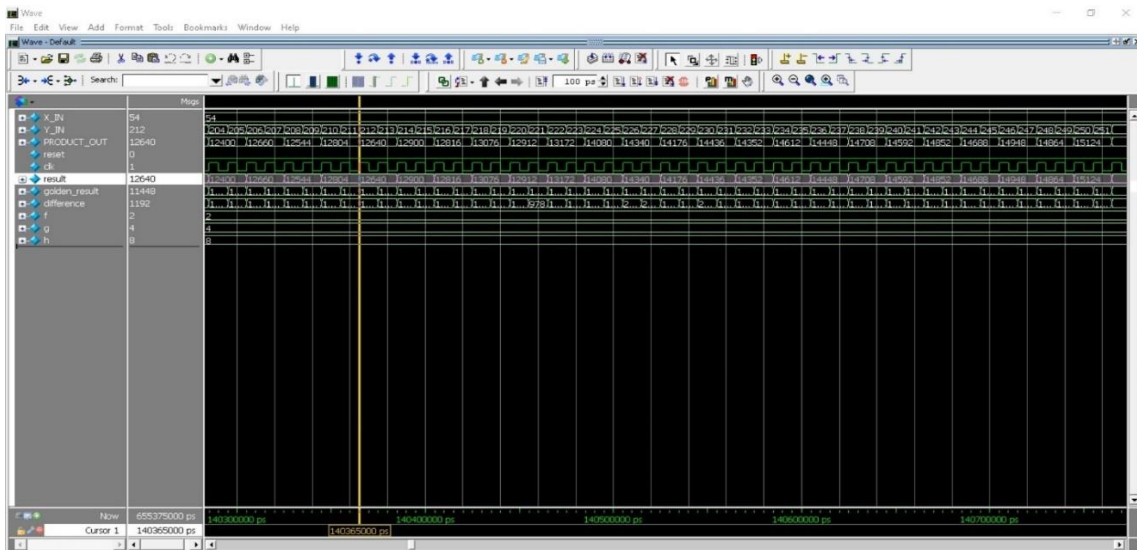 Wave
File Edit View Add Format Tools Bookmarks Window Help
Wave - Default
Search:
100 ps
Msgs
X_IN 54 54
Y_IN 212 204 205 206 207 208 209 210 211 212 213 214 215 216 217 218 219 220 221 222 223 224 225 226 227 228 229 230 231 232 233 234 235 236 237 238 239 240 241 242 243 244 245 246 247 248 249 250 251
PRODUCT_OUT 12640 12400 12660 12544 12804 12640 12900 12816 13076 12912 13172 14080 14340 14176 14436 14352 14612 14448 14708 14592 14852 14688 14948 14864 15124
reset 0
clk 1
result 12640 12400 12660 12544 12804 12640 12900 12816 13076 12912 13172 14080 14340 14176 14436 14352 14612 14448 14708 14592 14852 14688 14948 14864 15124
golden_result 11448
difference 1192 978
f 2 2
g 4 4
h 8 8
Now 655375000 ps 140300000 ps 140400000 ps 140500000 ps 140600000 ps 140700000 ps
Cursor 1 140365000 ps 140365000 ps